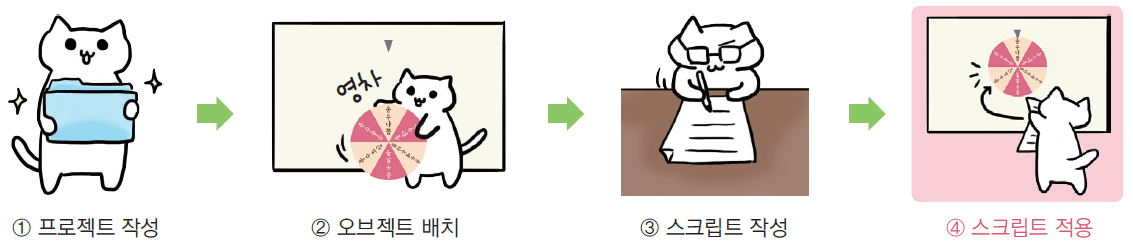 영차
① 프로젝트 작성
② 오브젝트 배치
③ 스크립트 작성
④ 스크립트 적용